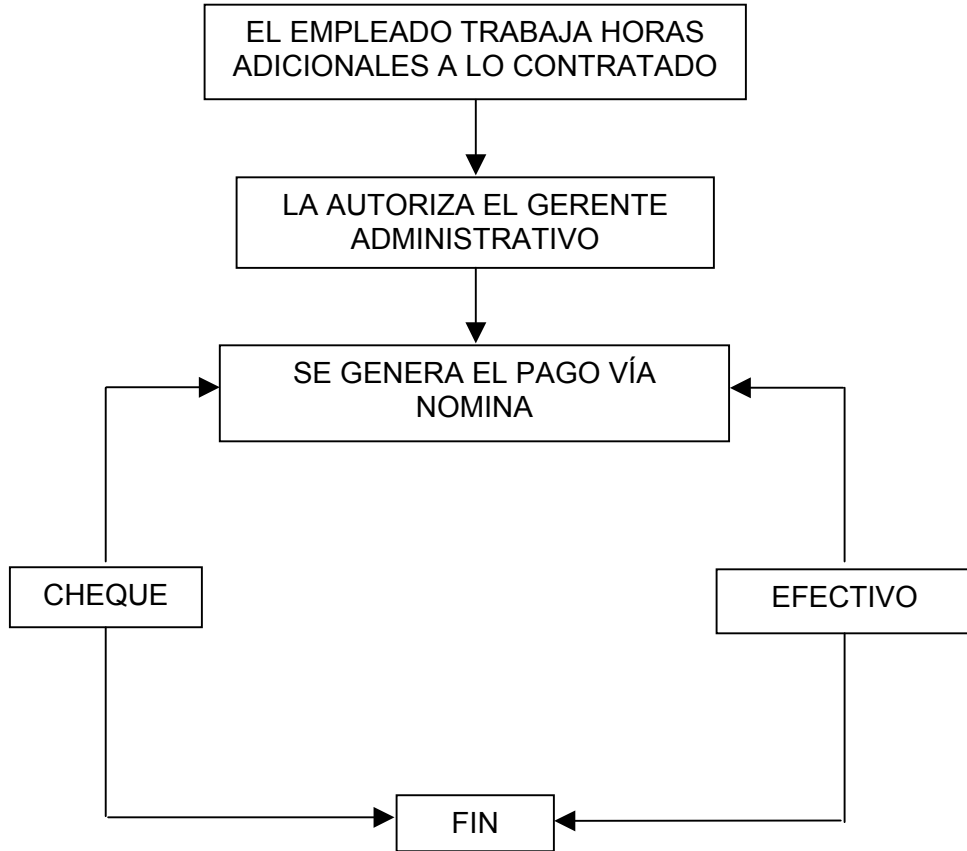 EL EMPLEADO TRABAJA HORAS
ADICIONALES A LO CONTRATADO
LA AUTORIZA EL GERENTE
ADMINISTRATIVO
SE GENERA EL PAGO VÍA
NOMINA
CHEQUE
EFECTIVO
FIN